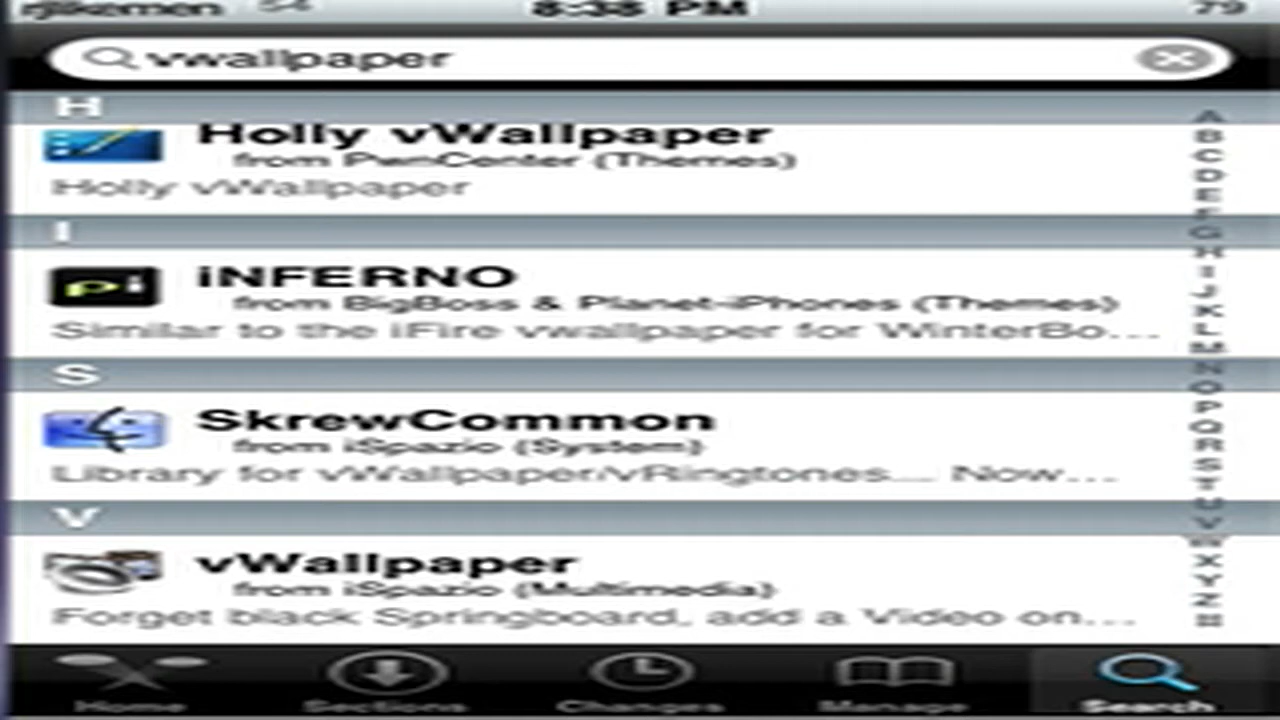 rjlikemen 8:38 PM 79
vwallpaper
H
Holly vWallpaper
from PwnCenter (Themes)
Holly vWallpaper
I
iNFERNO
from BigBoss & Planet-iPhones (Themes)
Similar to the iFire vwallpaper for WinterBo...
S
SkrewCommon
from iSpazio (System)
Library for vWallpaper/vRingtones... Now...
V
vWallpaper
from iSpazio (Multimedia)
Forget black Springboard, add a Video on...
A
B
C
D
E
F
G
H
I
J
K
L
M
N
O
P
Q
R
S
T
U
V
W
X
Y
Z
#
Home Sections Changes Manage Search